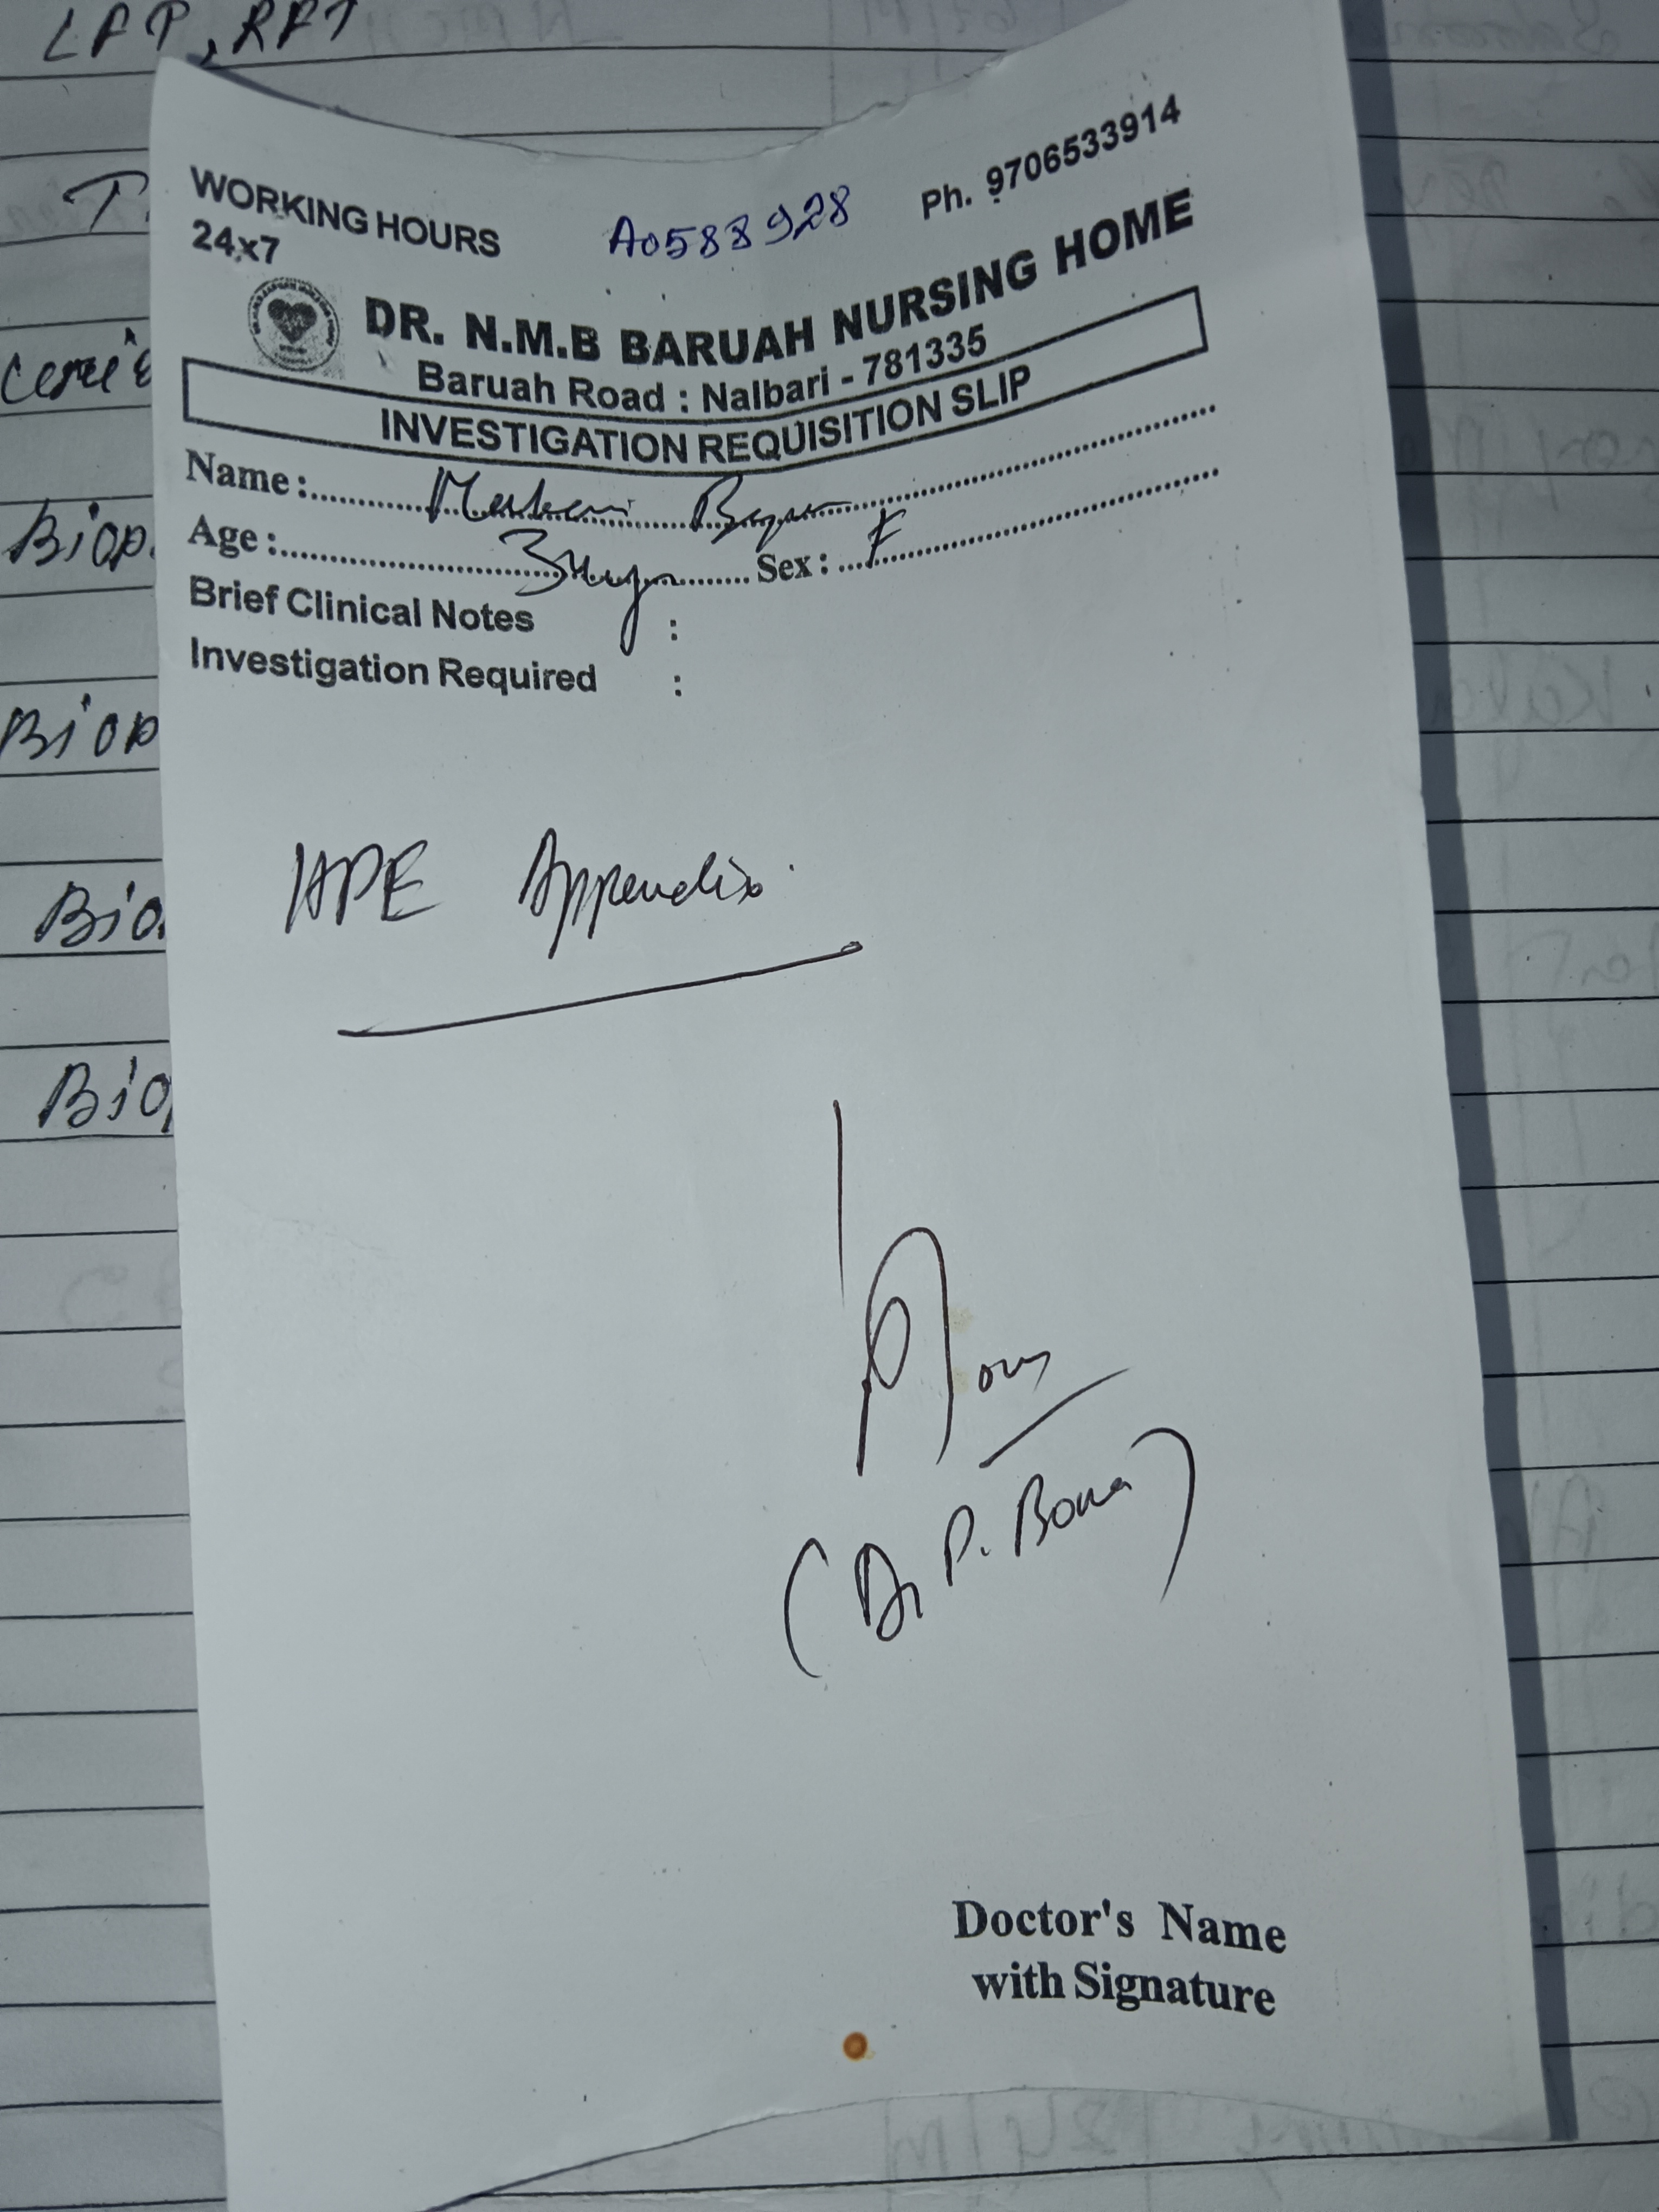 LFT, RFT
WORKING HOURS
24x7
A0588928
Ph. 9706533914
DR. N.M.B BARUAH NURSING HOME
Baruah Road : Nalbari - 781335
INVESTIGATION REQUISITION SLIP
Name :
Age : Sex : F
Brief Clinical Notes :
Investigation Required :
HPE Appendix
(Dr P. Bora)
Doctor's Name
with Signature